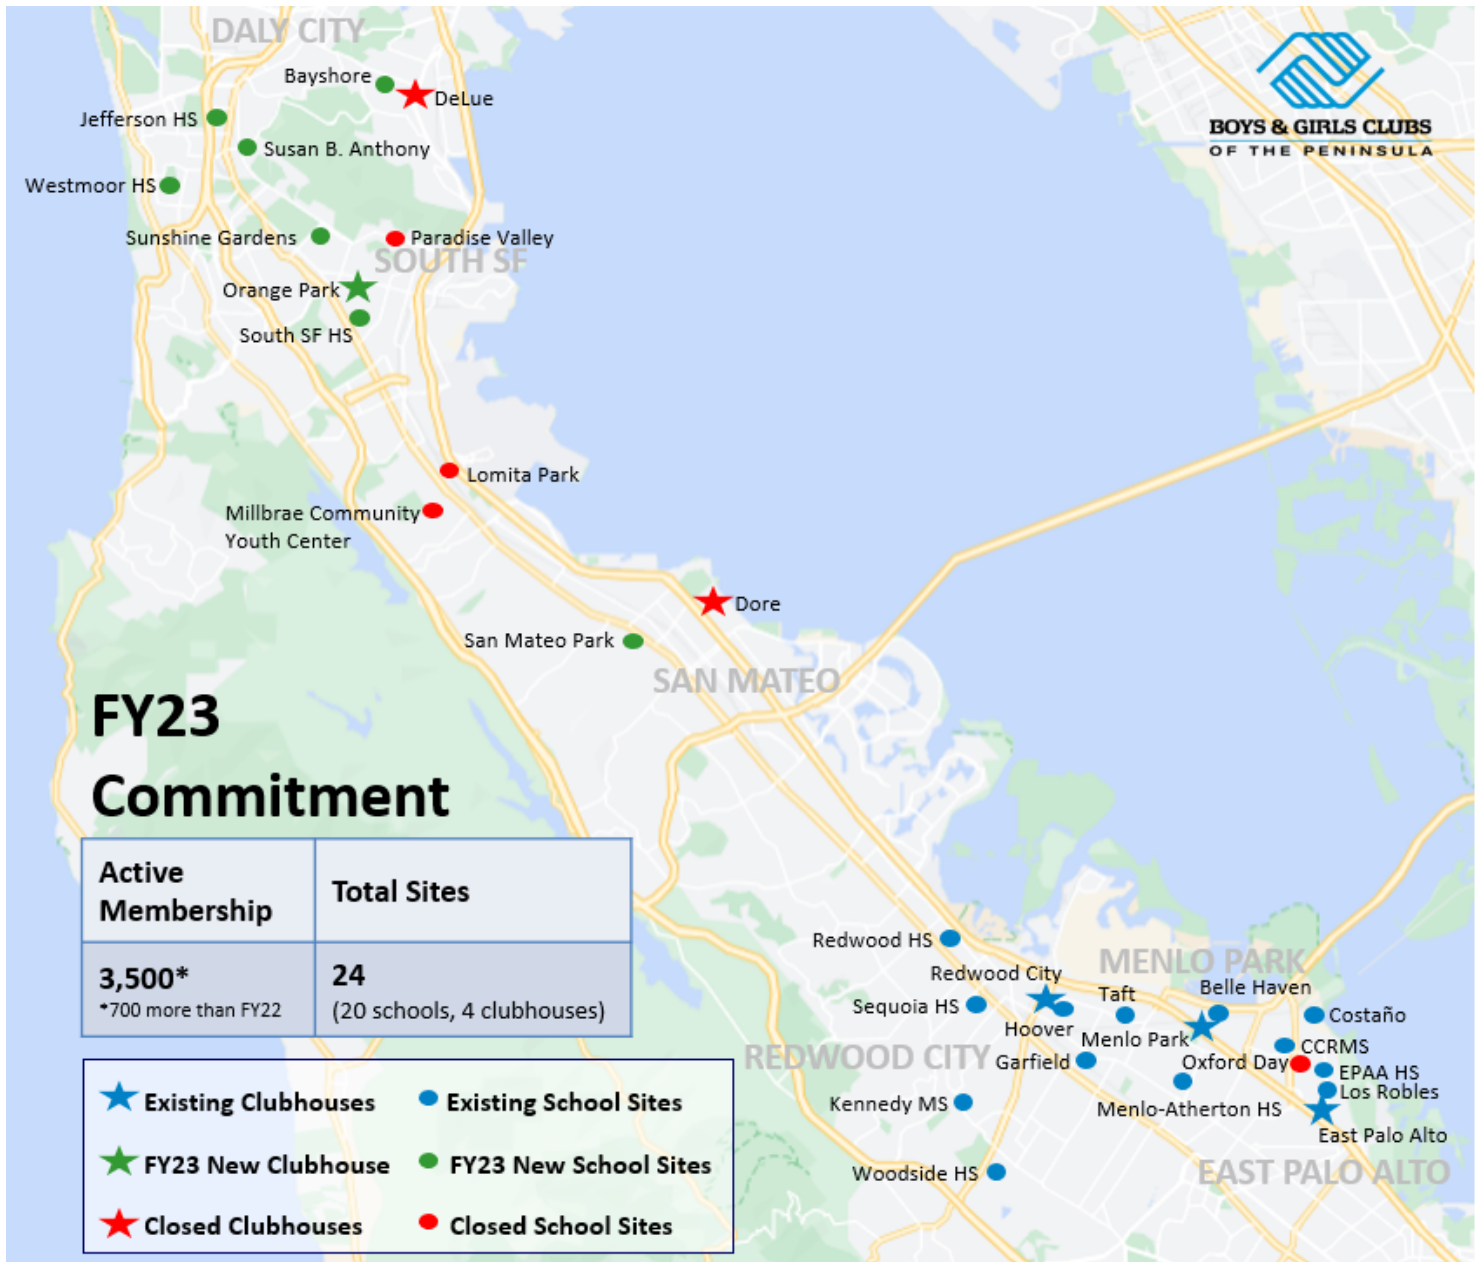 DALY CITY
Bayshore
DeLue
Jefferson HS
Susan B. Anthony
Westmoor HS
Sunshine Gardens
Paradise Valley
SOUTH SF
Orange Park
South SF HS
BOYS & GIRLS CLUBS
OF THE PENINSULA
Lomita Park
Millbrae Community
Youth Center
Dore
San Mateo Park
SAN MATEO
FY23
Commitment
Active
Membership
Total Sites
3,500*
*700 more than FY22
24
(20 schools, 4 clubhouses)
Redwood HS
Redwood City
MENLO PARK
Sequoia HS
Taft
Belle Haven
Hoover
Menlo Park
Costaño
REDWOOD CITY
Garfield
Oxford Day
CCRMS
EPAA HS
Los Robles
Kennedy MS
Menlo-Atherton HS
East Palo Alto
Woodside HS
EAST PALO ALTO
Existing Clubhouses
Existing School Sites
FY23 New Clubhouse
FY23 New School Sites
Closed Clubhouses
Closed School Sites